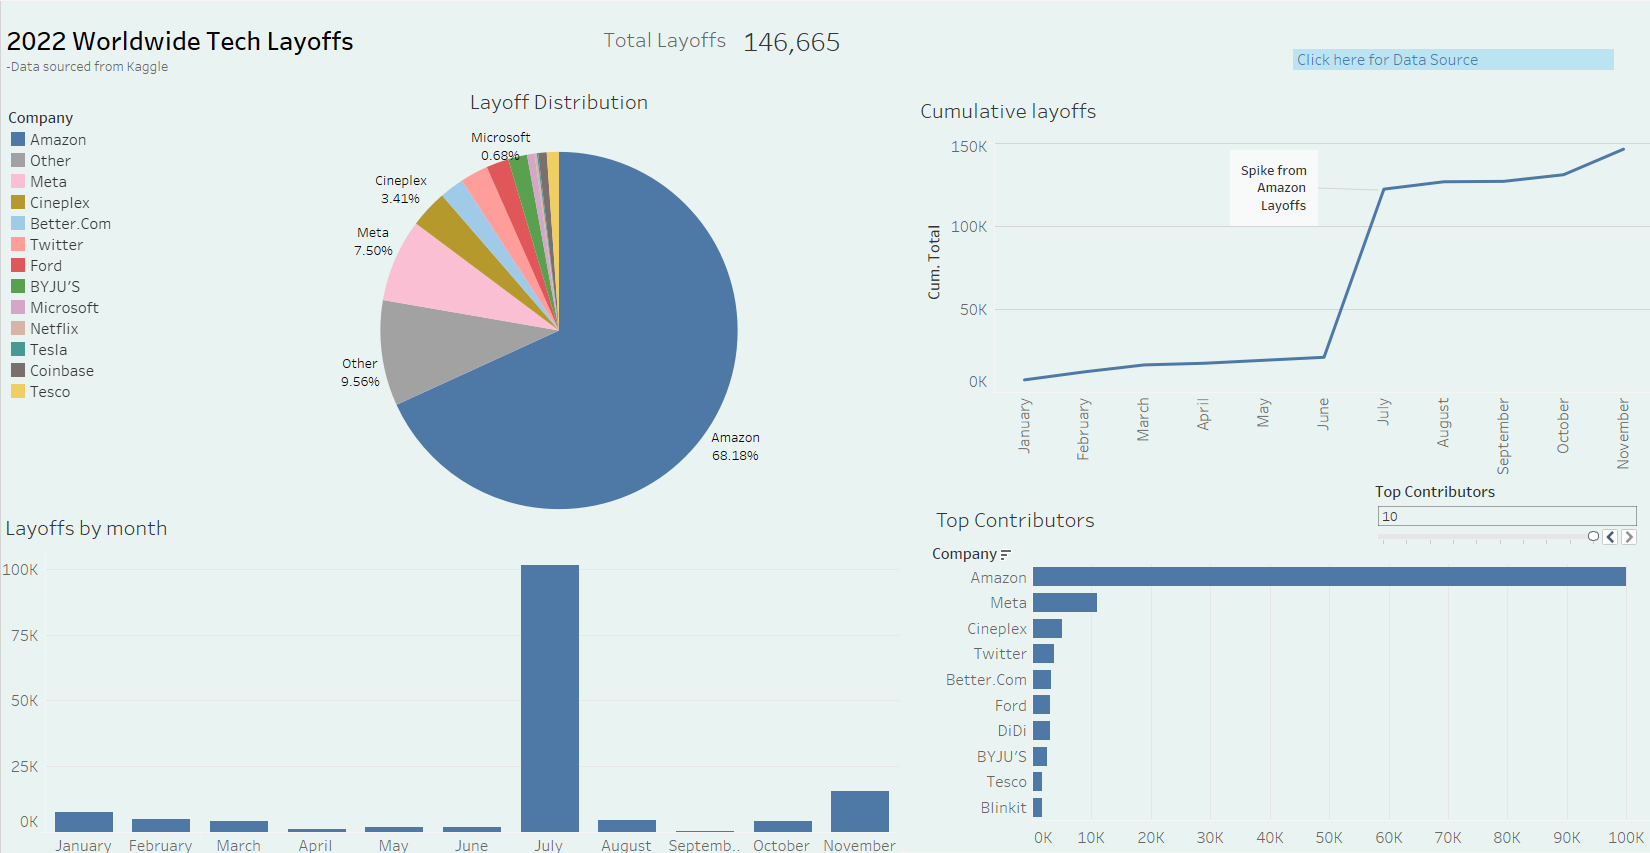 2022 Worldwide Tech Layoffs
-Data sourced from Kaggle
Total Layoffs 146,665
Click here for Data Source
Company
Amazon
Other
Meta
Cineplex
Better.Com
Twitter
Ford
BYJU'S
Microsoft
Netflix
Tesla
Coinbase
Tesco
Layoff Distribution
Microsoft
0.68%
Cineplex
3.41%
Meta
7.50%
Other
9.56%
Amazon
68.18%
Cumulative layoffs
Cum. Total
150K
100K
50K
0K
Spike from
Amazon
Layoffs
January
February
March
April
May
June
July
August
September
October
November
Layoffs by month
100K
75K
50K
25K
0K
January February March April May June July August Septemb.. October November
Top Contributors
10
Top Contributors
Company
Amazon
Meta
Cineplex
Twitter
Better.Com
Ford
DiDi
BYJU'S
Tesco
Blinkit
0K 10K 20K 30K 40K 50K 60K 70K 80K 90K 100K